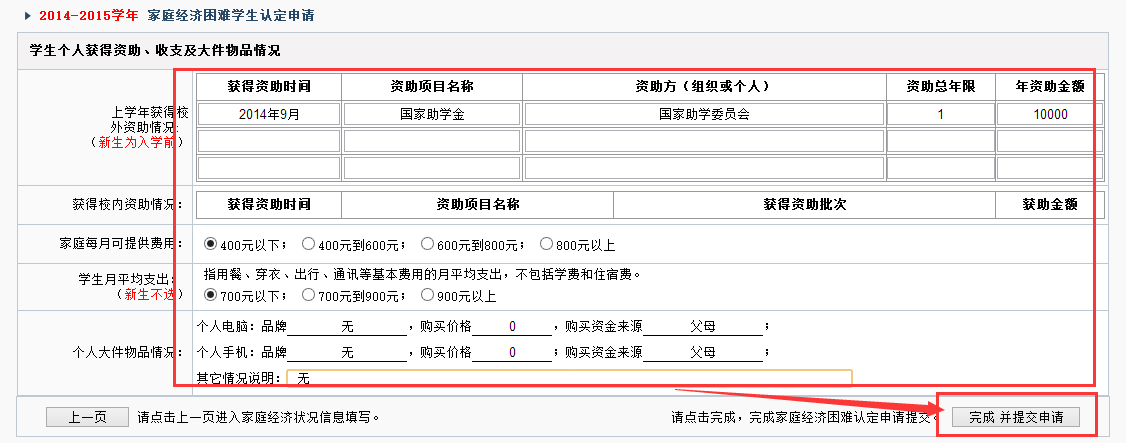 2014-2015学年 家庭经济困难学生认定申请
学生个人获得资助、收支及大件物品情况
上学年获得校
外资助情况：
（新生为入学前）
获得资助时间 资助项目名称 资助方（组织或个人） 资助总年限 年资助金额
2014年9月 国家助学金 国家助学委员会 1 10000
获得校内资助情况： 获得资助时间 资助项目名称 获得资助批次 获助金额
家庭每月可提供费用： 400元以下； 400元到600元； 600元到800元； 800元以上
学生月平均支出：
（新生不选）
指用餐、穿衣、出行、通讯等基本费用的月平均支出，不包括学费和住宿费。
700元以下； 700元到900元； 900元以上
个人大件物品情况：
个人电脑：品牌 无 ，购买价格 0 ，购买资金来源 父母 ；
个人手机：品牌 无 ，购买价格 0 ；购买资金来源 父母 ；
其它情况说明： 无
上一页 请点击上一页进入家庭经济状况信息填写。 请点击完成，完成家庭经济困难认定申请提交。 完成 并提交申请